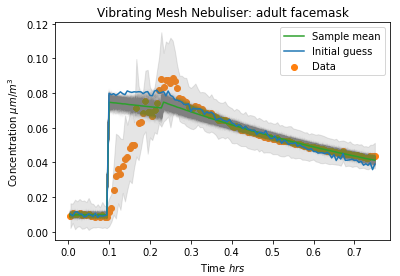 Vibrating Mesh Nebuliser: adult facemask
Concentration μm/m³
0.12
0.10
0.08
0.06
0.04
0.02
0.00
Sample mean
Initial guess
Data
0.0 0.1 0.2 0.3 0.4 0.5 0.6 0.7
Time hrs